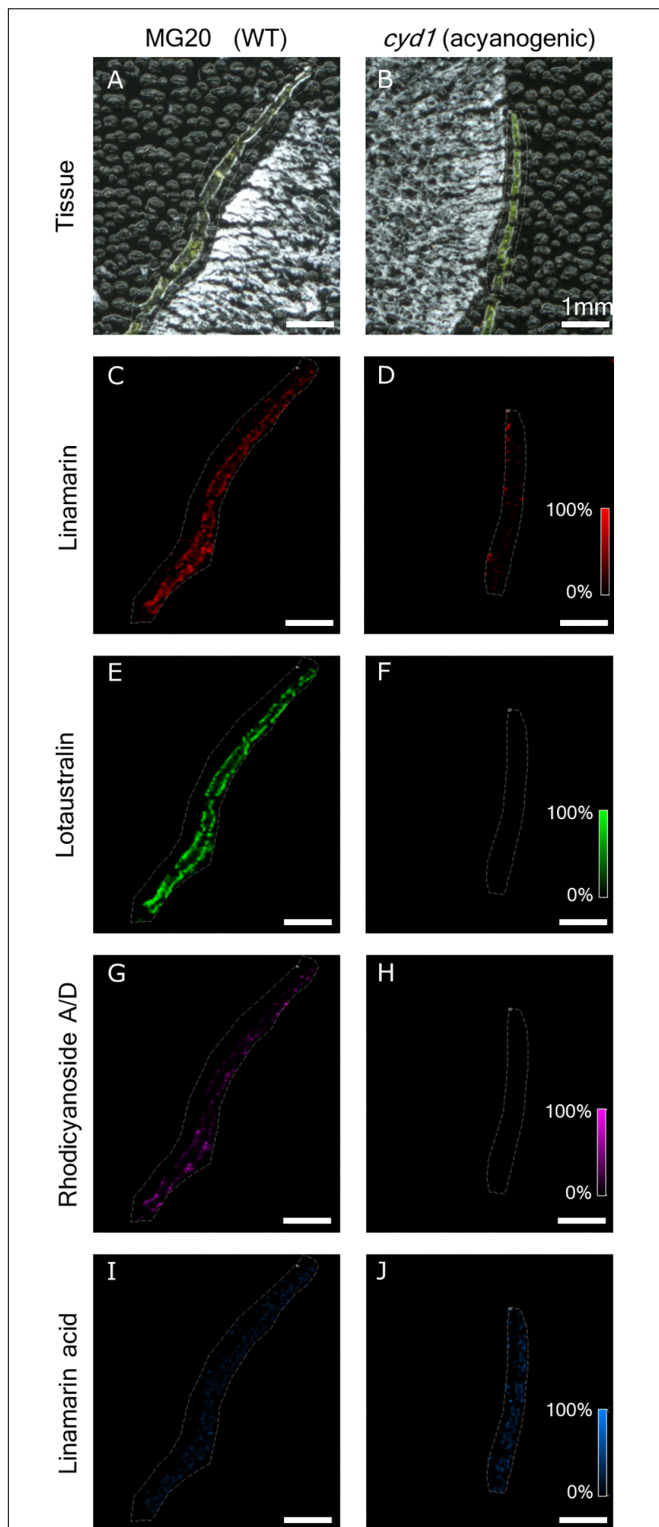 MG20 (WT)
cyd1 (acyanogenic)
Tissue
A
B
1mm
Linamarin
C
D
100%
0%
Lotaustralin
E
F
100%
0%
Rhodicyanoside A/D
G
H
100%
0%
Linamarin acid
I
J
100%
0%